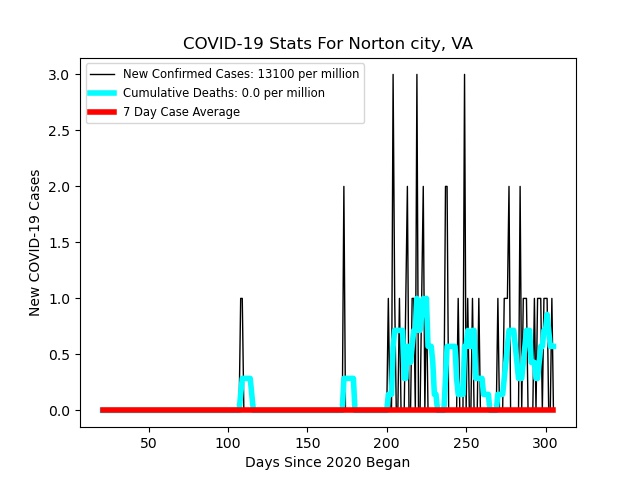 COVID-19 Stats For Norton city, VA
New Confirmed Cases: 13100 per million
Cumulative Deaths: 0.0 per million
7 Day Case Average
New COVID-19 Cases
3.0
2.5
2.0
1.5
1.0
0.5
0.0
50 100 150 200 250 300
Days Since 2020 Began